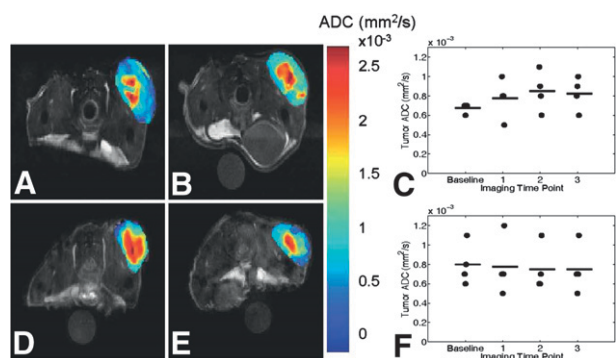 ADC (mm²/s)
×10⁻³
2.5
2
1.5
1
0.5
0
A
B
C
D
E
F
× 10⁻³
1.2
1
0.8
0.6
0.4
0.2
0
Tumor ADC (mm²/s)
Baseline 1 2 3
Imaging Time Point
× 10⁻³
1.2
1
0.8
0.6
0.4
0.2
0
Tumor ADC (mm²/s)
Baseline 1 2 3
Imaging Time Point